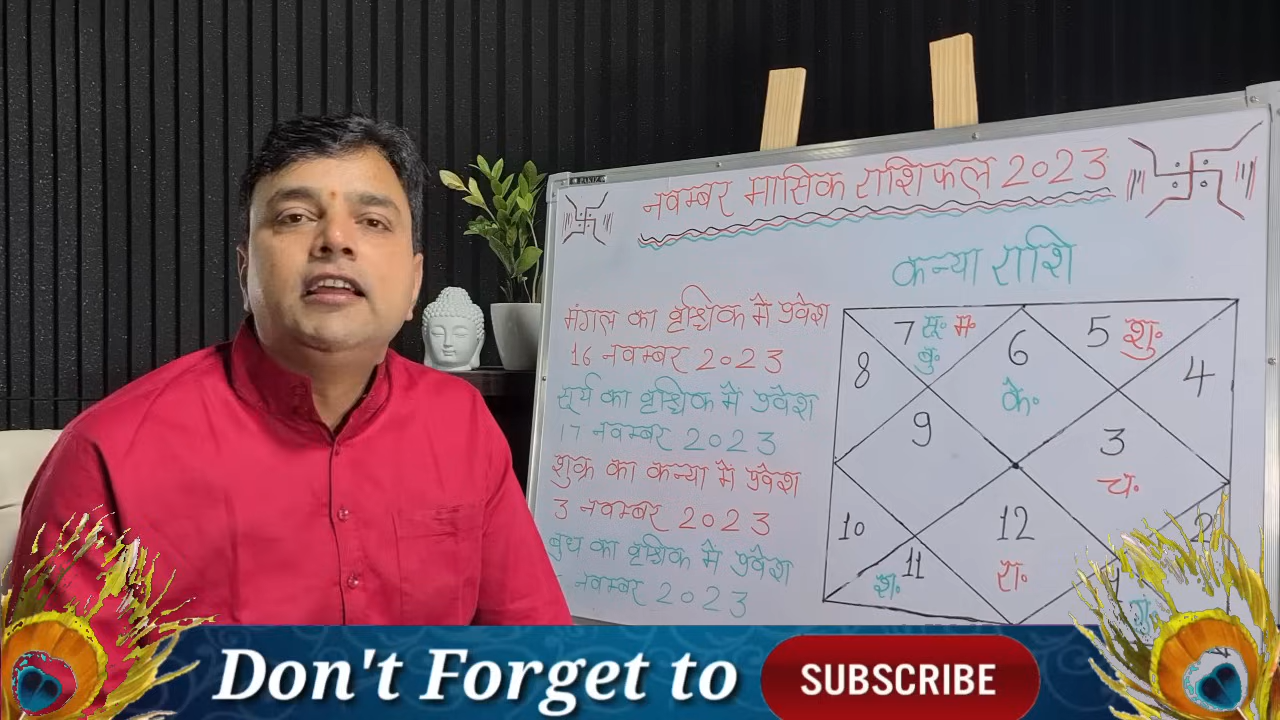 नवम्बर मासिक राशिफल 2023
कन्या राशि
मंगल का वृश्चिक में प्रवेश
16 नवम्बर 2023
सूर्य का वृश्चिक में प्रवेश
17 नवम्बर 2023
शुक्र का कन्या में प्रवेश
3 नवम्बर 2023
बुध का वृश्चिक में प्रवेश
नवम्बर 2023
7 सू॰ मं॰
बु॰
6
के॰
5 शु॰
8
4
9
3
चं॰
10
12
रा॰
2
11
श॰
गु॰
Don't Forget to
SUBSCRIBE